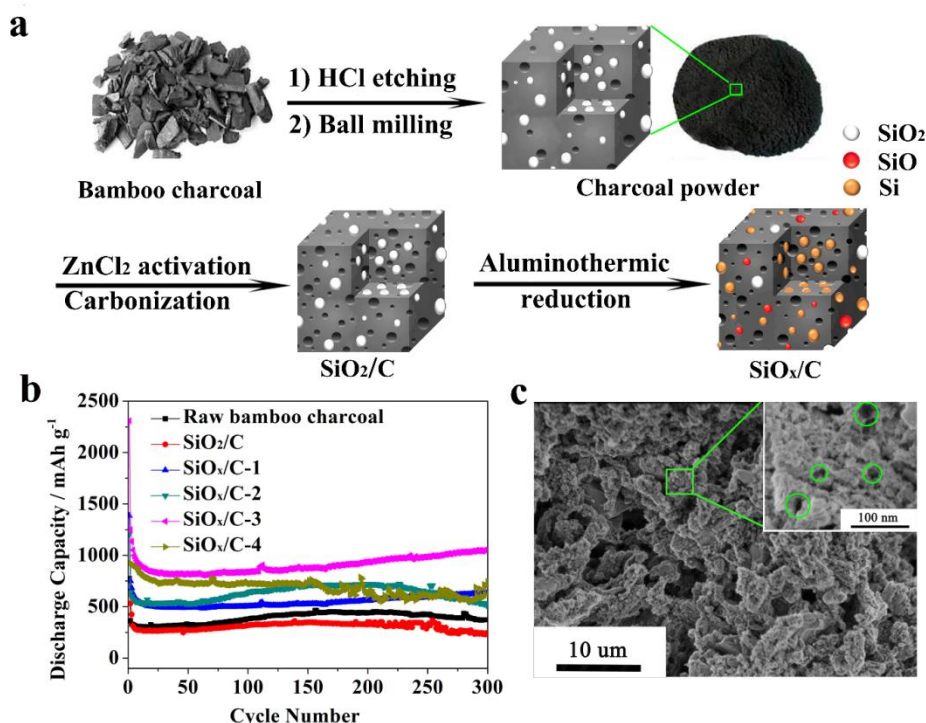 a
1) HCl etching
2) Ball milling
Bamboo charcoal
Charcoal powder
SiO₂
SiO
Si
ZnCl₂ activation
Carbonization
SiO₂/C
Aluminothermic
reduction
SiOₓ/C
b
Discharge Capacity / mAh g⁻¹
2500
2000
1500
1000
500
0
Raw bamboo charcoal
SiO₂/C
SiOₓ/C-1
SiOₓ/C-2
SiOₓ/C-3
SiOₓ/C-4
0 50 100 150 200 250 300
Cycle Number
c
100 nm
10 um